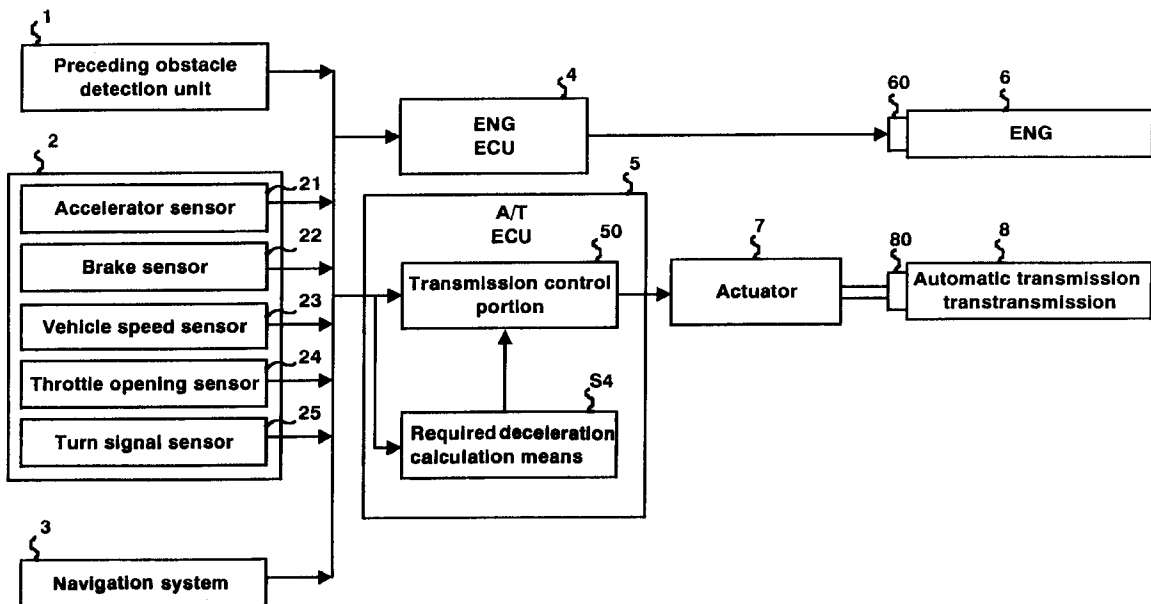 1
Preceding obstacle
detection unit
2
21
Accelerator sensor
22
Brake sensor
23
Vehicle speed sensor
24
Throttle opening sensor
25
Turn signal sensor
3
Navigation system
4
ENG
ECU
5
A/T
ECU
50
Transmission control
portion
S4
Required deceleration
calculation means
60
6
ENG
7
Actuator
80
8
Automatic transmission
transtransmission